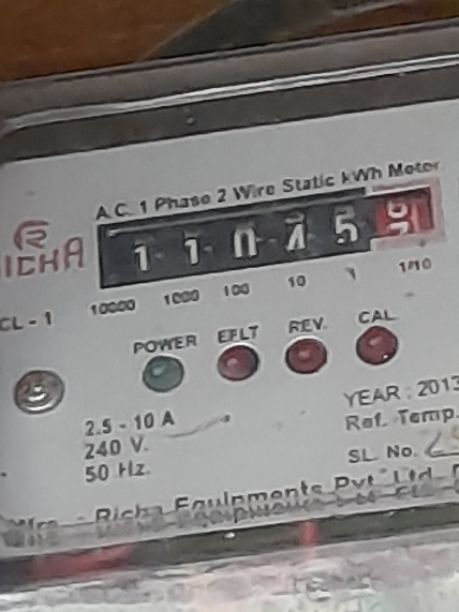 A.C. 1 Phase 2 Wire Static kWh Meter
RICHA
1 1 0 4 5 9
10000 1000 100 10 1 1/10
CL - 1
POWER EFLT REV. CAL
2.5 - 10 A
240 V.
50 Hz.
YEAR : 2013
Ref. Temp.
SL. No.
Richa Equipments Pvt. Ltd.